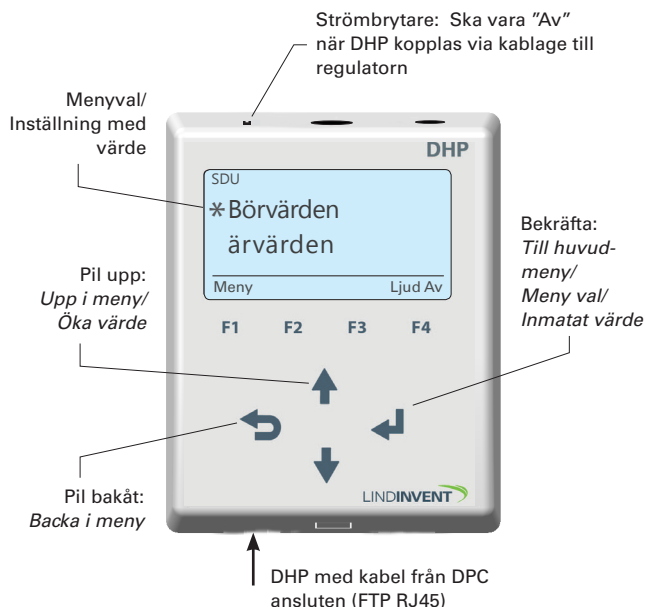 Strömbrytare: Ska vara ”Av”
när DHP kopplas via kablage till
regulatorn
Menyval/
Inställning med
värde
DHP
SDU
*Börvärden
ärvärden
Meny Ljud Av
Bekräfta:
Till huvud-
meny/
Meny val/
Inmatat värde
Pil upp:
Upp i meny/
Öka värde
F1 F2 F3 F4
Pil bakåt:
Backa i meny
LINDINVENT
DHP med kabel från DPC
ansluten (FTP RJ45)